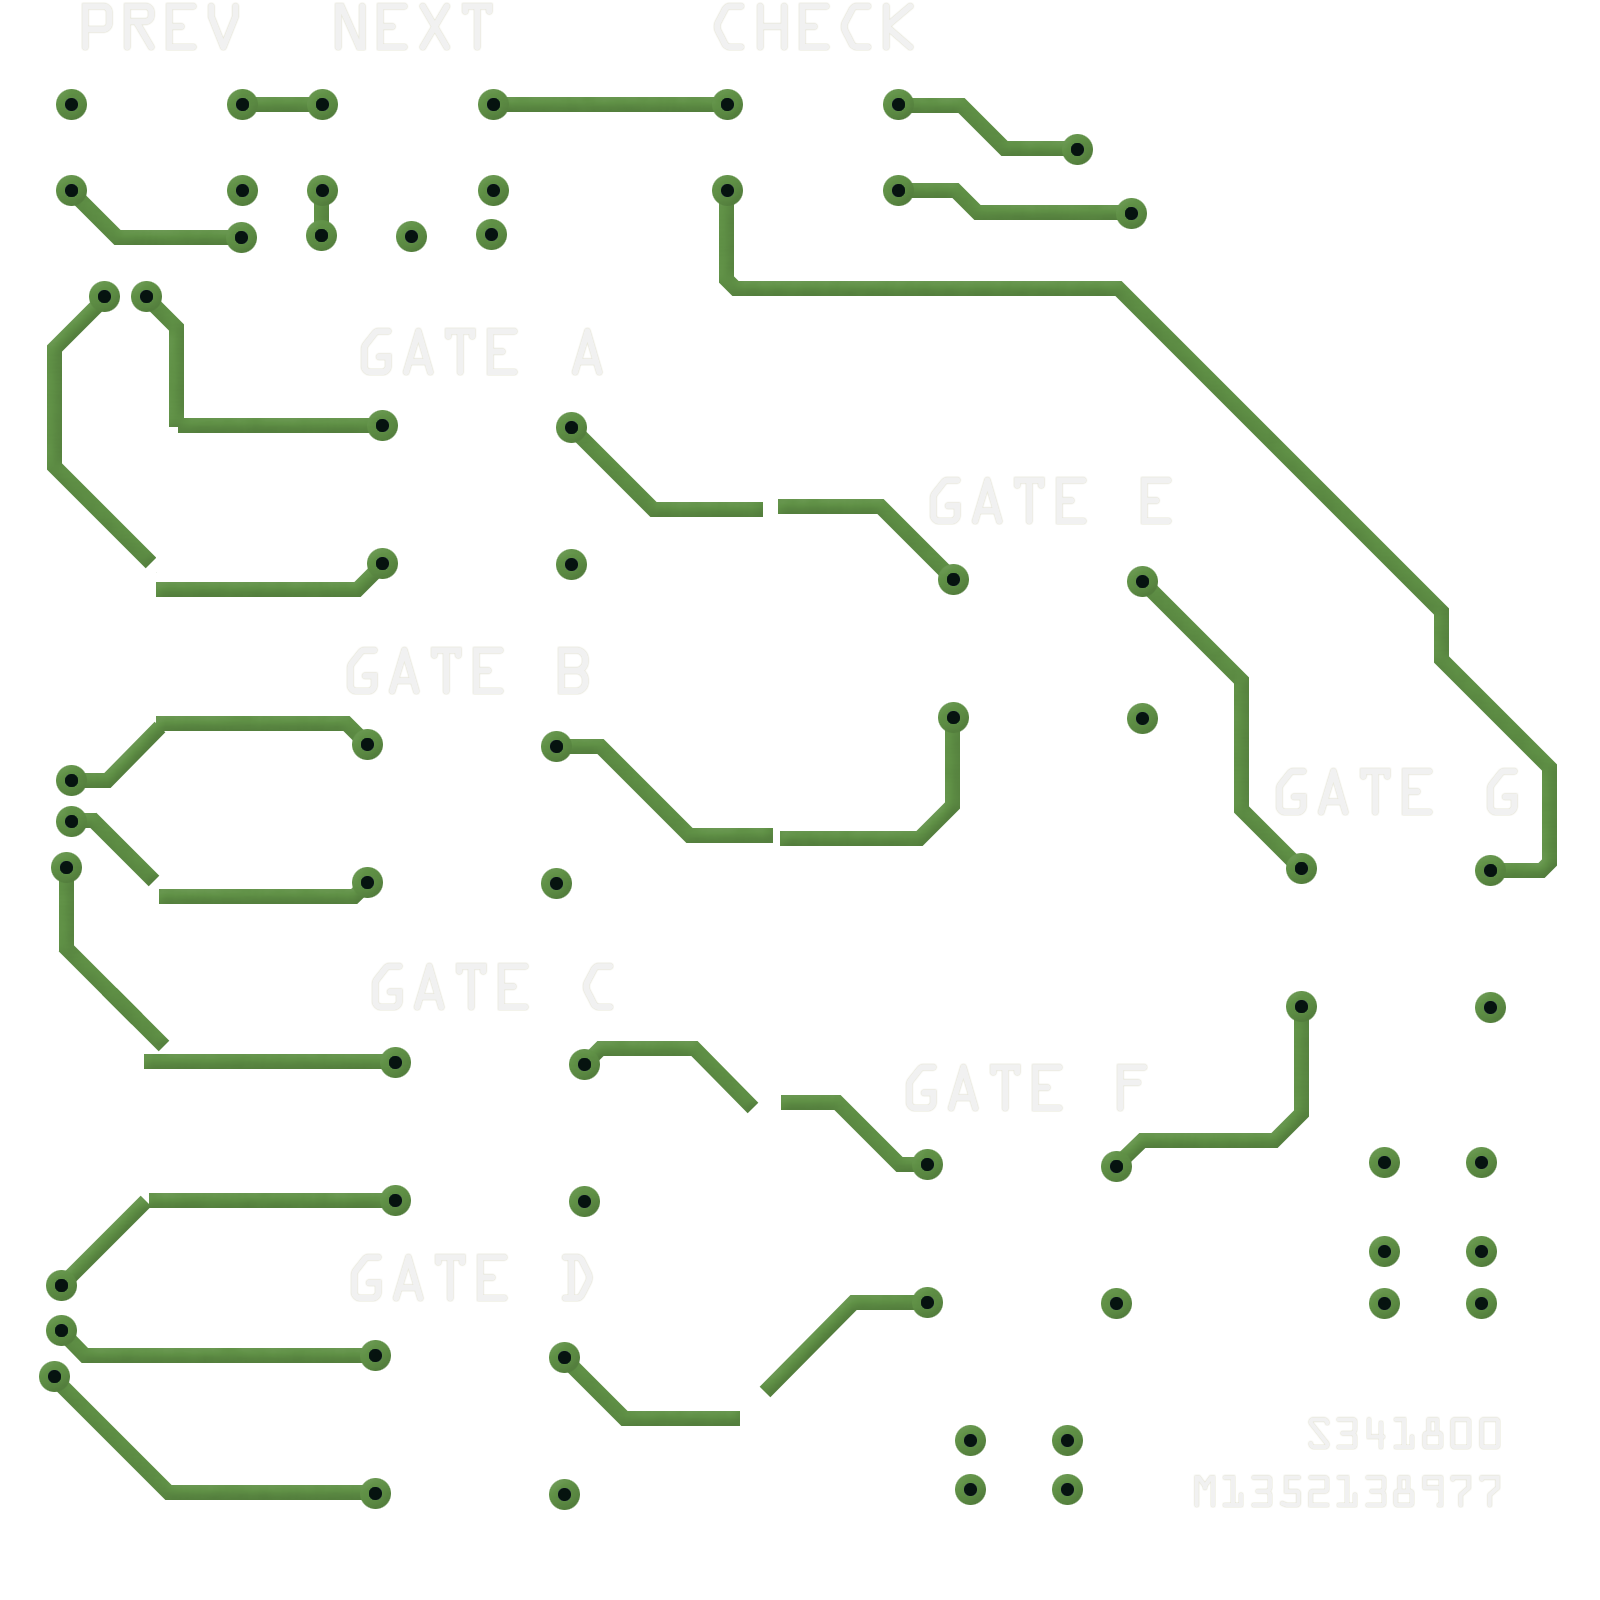 PREV NEXT CHECK
GATE A
GATE E
GATE B
GATE G
GATE C
GATE F
GATE D
S341800
M1352138977